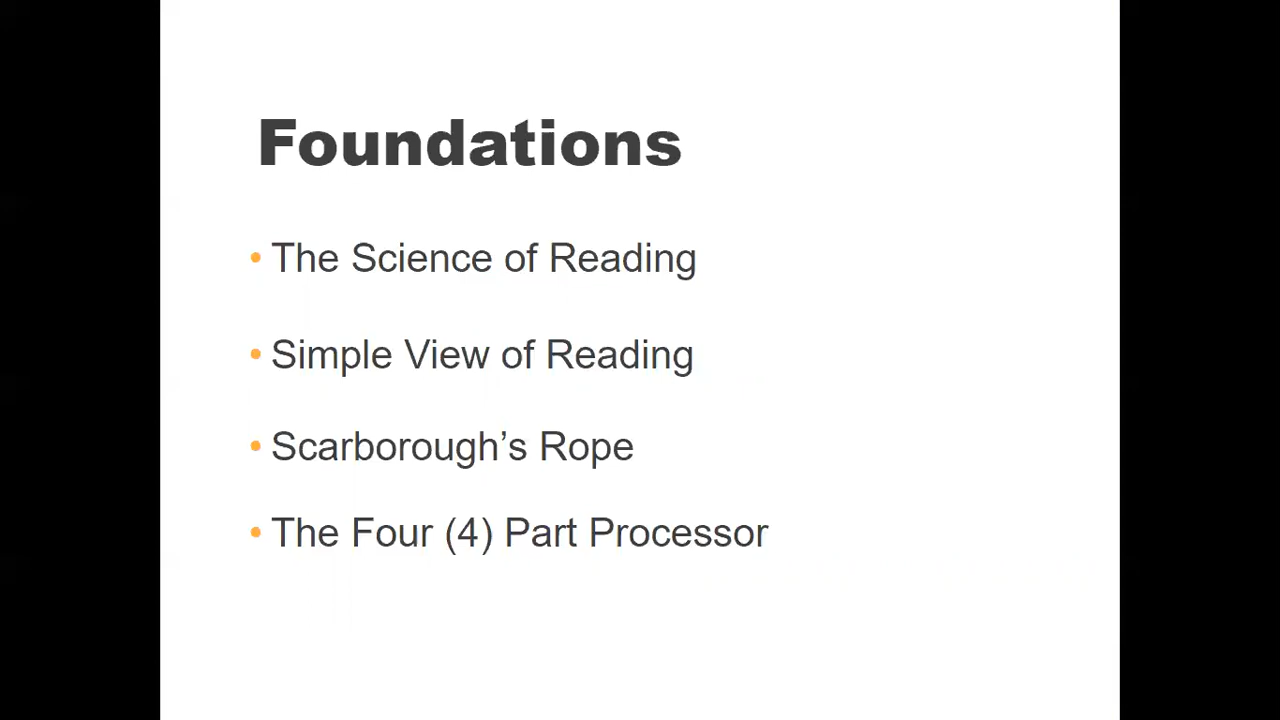 Foundations
• The Science of Reading
• Simple View of Reading
• Scarborough’s Rope
• The Four (4) Part Processor